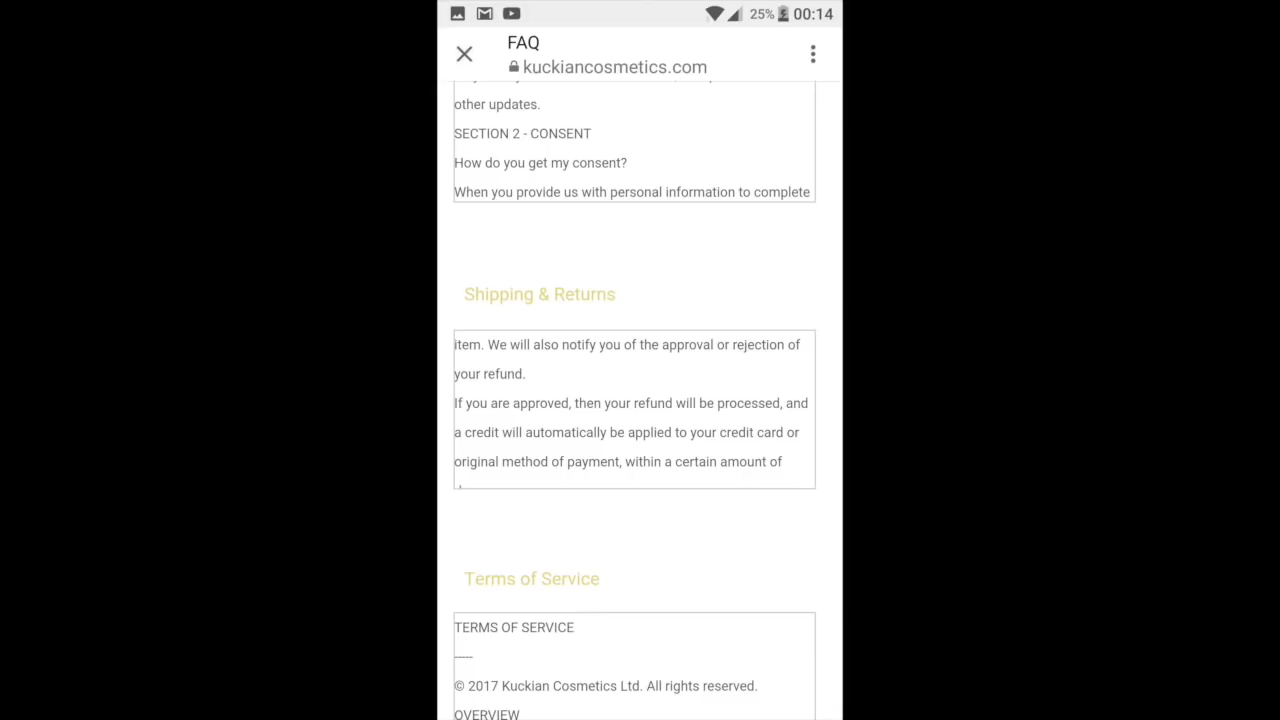 25% 00:14
FAQ
kuckiancosmetics.com
other updates.
SECTION 2 - CONSENT
How do you get my consent?
When you provide us with personal information to complete
Shipping & Returns
item. We will also notify you of the approval or rejection of
your refund.
If you are approved, then your refund will be processed, and
a credit will automatically be applied to your credit card or
original method of payment, within a certain amount of
Terms of Service
TERMS OF SERVICE
-----
© 2017 Kuckian Cosmetics Ltd. All rights reserved.
OVERVIEW